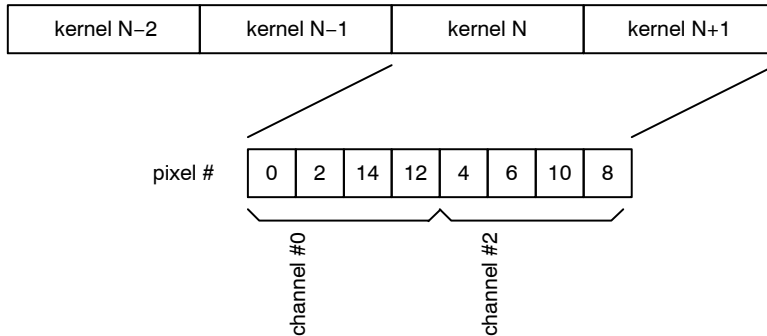 kernel N−2 kernel N−1 kernel N kernel N+1
pixel # 0 2 14 12 4 6 10 8
channel #0
channel #2